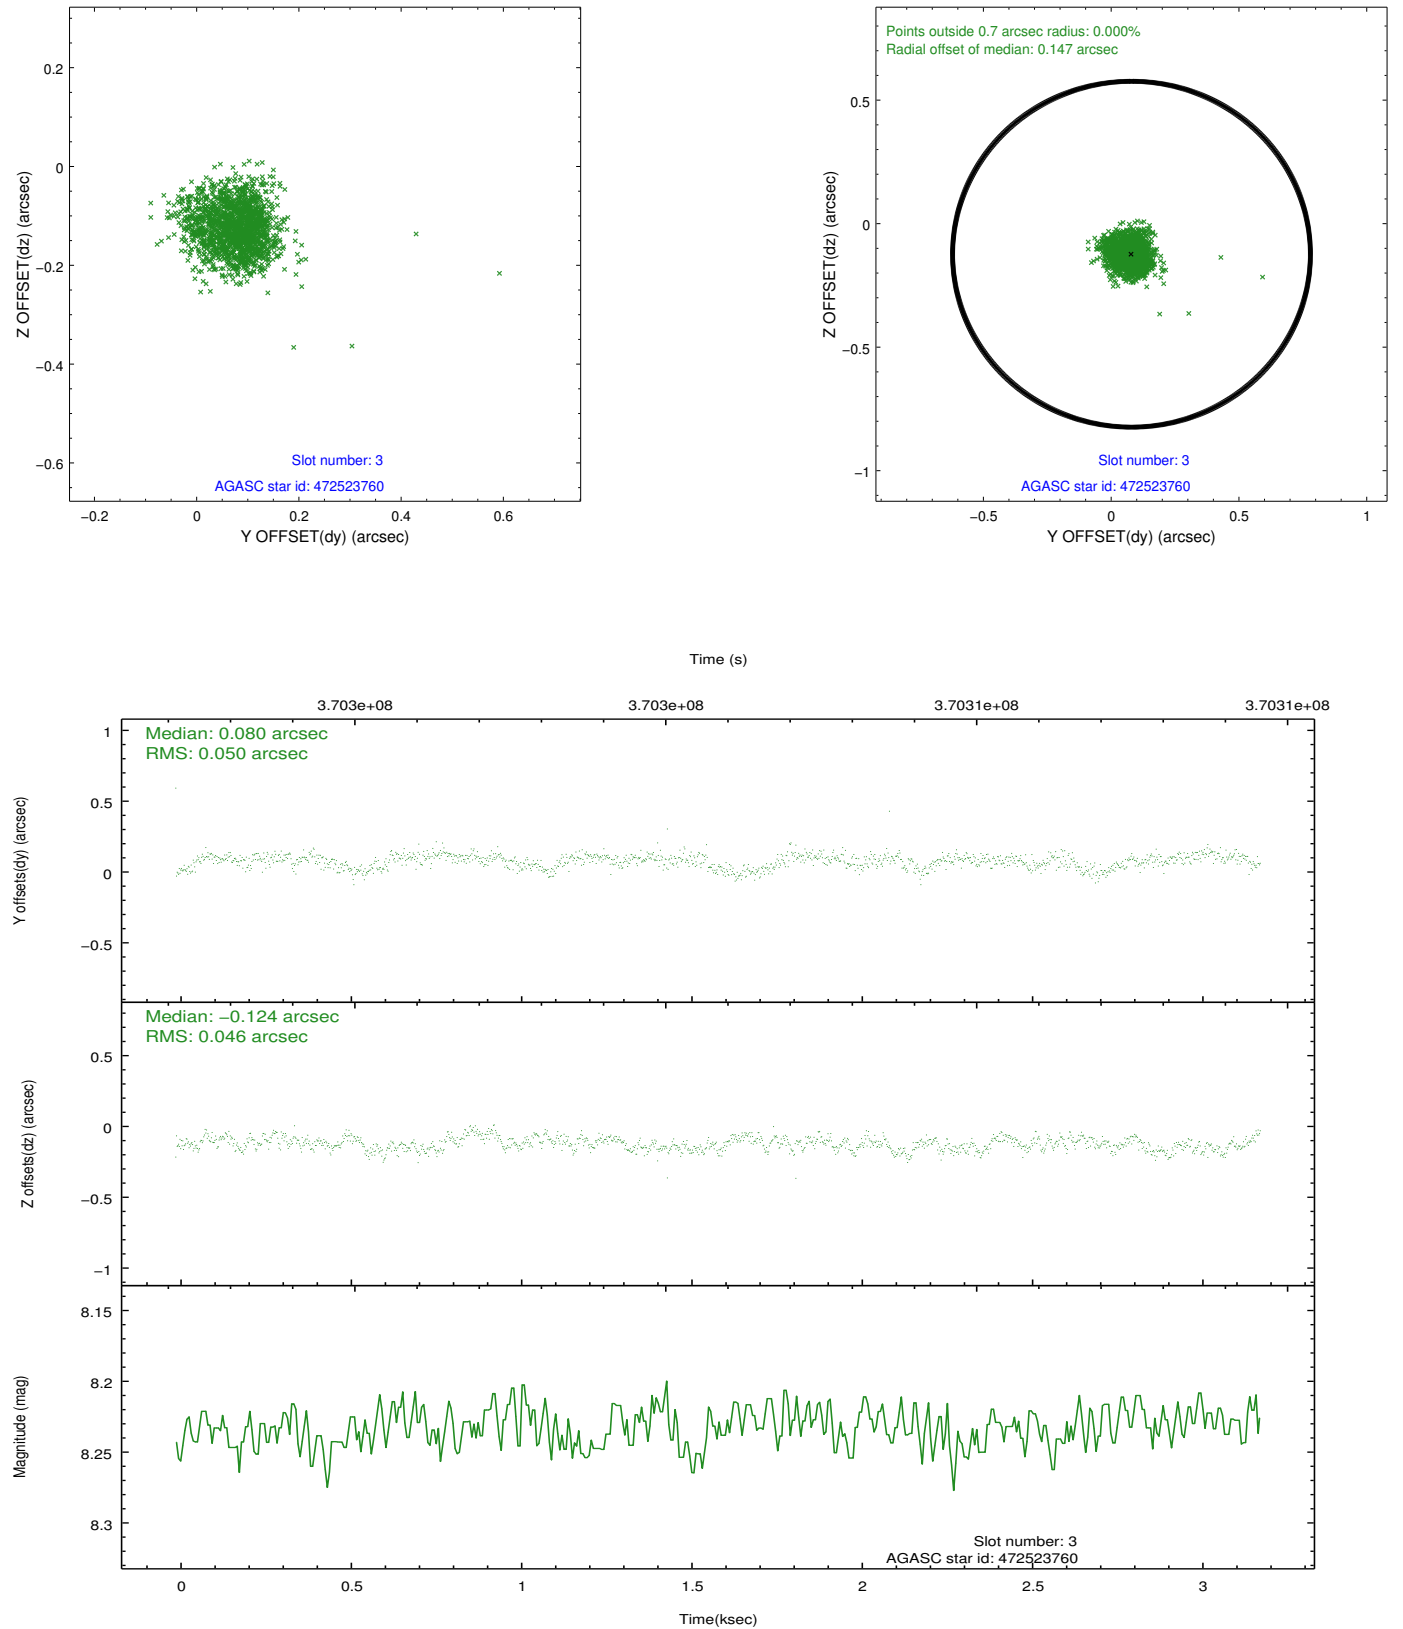 0.2
0
−0.2
−0.4
−0.6
Z OFFSET(dz) (arcsec)
Slot number: 3
AGASC star id: 472523760
−0.2 0 0.2 0.4 0.6
Y OFFSET(dy) (arcsec)
Points outside 0.7 arcsec radius: 0.000%
Radial offset of median: 0.147 arcsec
0.5
0
−0.5
−1
Z OFFSET(dz) (arcsec)
Slot number: 3
AGASC star id: 472523760
−0.5 0 0.5 1
Y OFFSET(dy) (arcsec)
Time (s)
3.703e+08 3.703e+08 3.7031e+08 3.7031e+08
Median: 0.080 arcsec
RMS: 0.050 arcsec
1
0.5
0
−0.5
Y offsets(dy) (arcsec)
Median: −0.124 arcsec
RMS: 0.046 arcsec
0.5
0
−0.5
−1
Z offsets(dz) (arcsec)
8.15
8.2
8.25
8.3
Magnitude (mag)
Slot number: 3
AGASC star id: 472523760
0 0.5 1 1.5 2 2.5 3
Time(ksec)